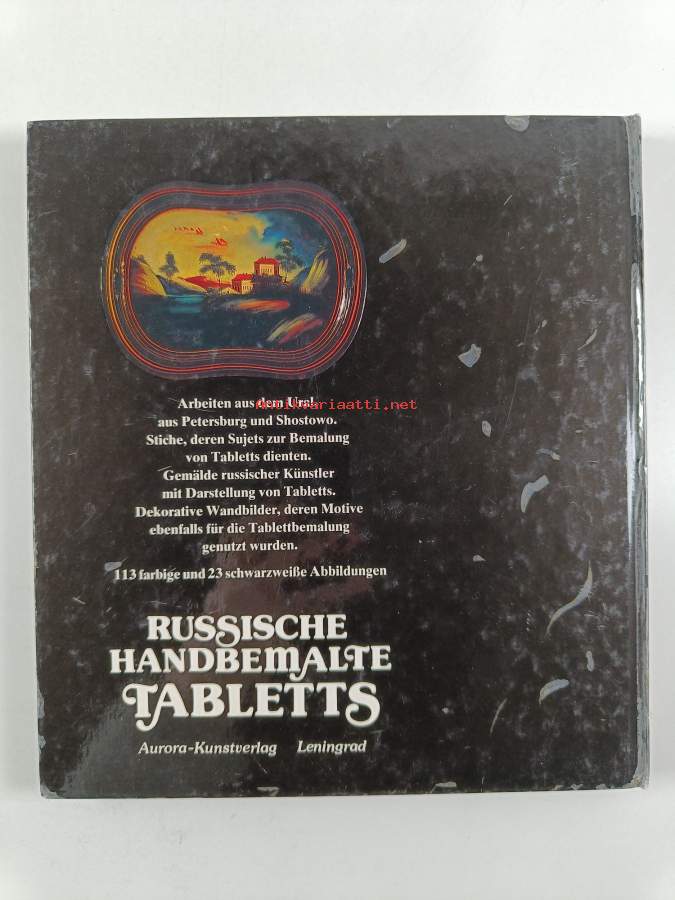 Arbeiten aus dem Ural
Antikvariaatti.net
aus Petersburg und Shostowo.
Stiche, deren Sujets zur Bemalung
von Tabletts dienten.
Gemälde russischer Künstler
mit Darstellung von Tabletts.
Dekorative Wandbilder, deren Motive
ebenfalls für die Tablettbemalung
genutzt wurden.
113 farbige und 23 schwarzweiße Abbildungen
RUSSISCHE
HANDBEMALTE
TABLETTS
Aurora-Kunstverlag Leningrad